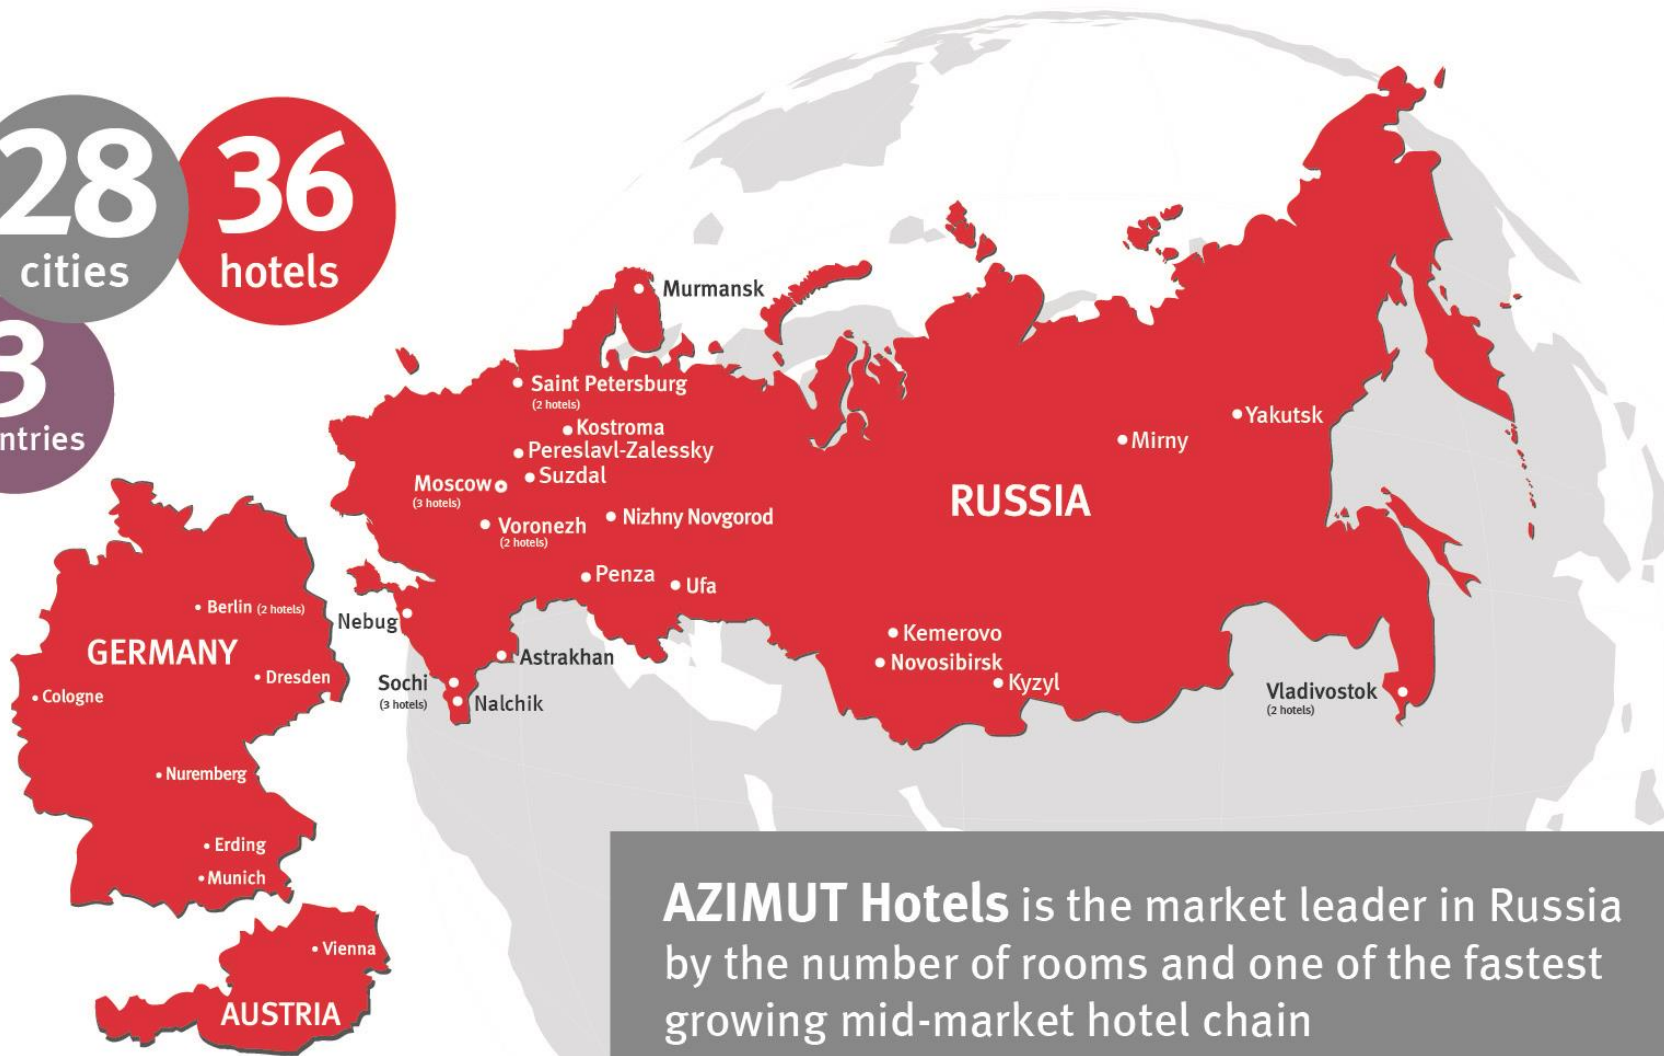 28
cities
36
hotels
3
ntries
Murmansk
Saint Petersburg
(2 hotels)
Kostroma
Pereslavl-Zalessky
Suzdal
Moscow
(3 hotels)
Voronezh
(2 hotels)
Nizhny Novgorod
Penza
Ufa
Nebug
Astrakhan
Sochi
(3 hotels)
Nalchik
RUSSIA
Mirny
Yakutsk
Kemerovo
Novosibirsk
Kyzyl
Vladivostok
(2 hotels)
Berlin (2 hotels)
GERMANY
Dresden
Cologne
Nuremberg
Erding
Munich
Vienna
AUSTRIA
AZIMUT Hotels is the market leader in Russia
by the number of rooms and one of the fastest
growing mid-market hotel chain